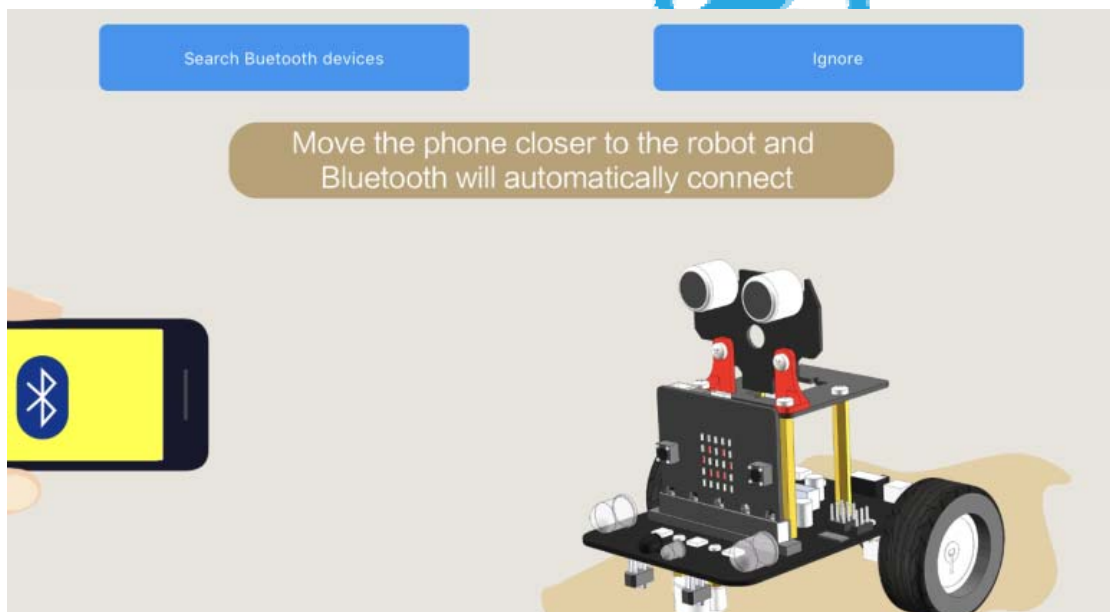 Search Buetooth devices
Ignore
Move the phone closer to the robot and
Bluetooth will automatically connect